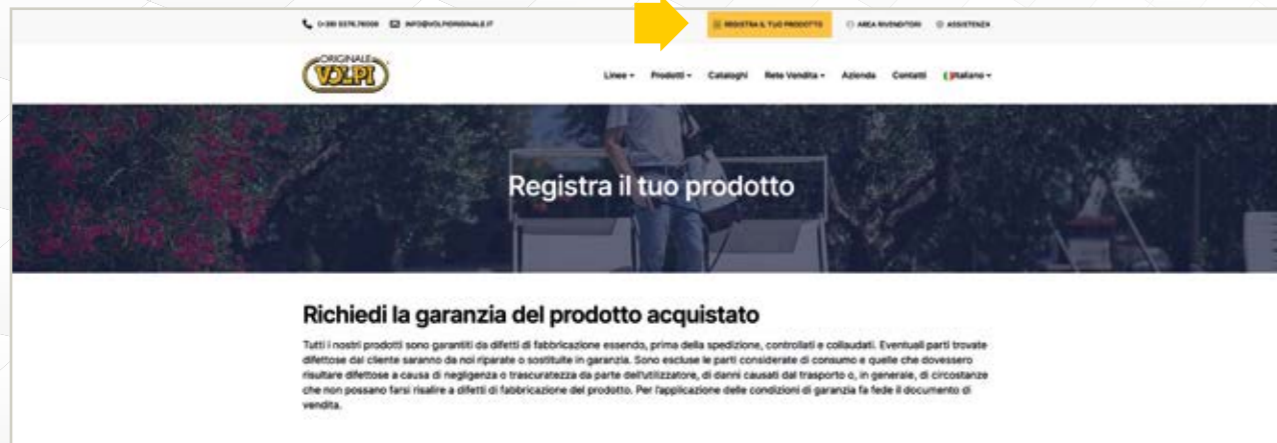 (+39) 0376.76009 INFO@VOLPIORIGINALE.IT REGISTRA IL TUO PRODOTTO AREA RIVENDITORI ASSISTENZA
ORIGINALE
VOLPI
Linee Prodotti Cataloghi Rete Vendita Azienda Contatti Italiano
Registra il tuo prodotto
Richiedi la garanzia del prodotto acquistato
Tutti i nostri prodotti sono garantiti da difetti di fabbricazione essendo, prima della spedizione, controllati e collaudati. Eventuali parti trovate
difettose dal cliente saranno da noi riparate o sostituite in garanzia. Sono escluse le parti considerate di consumo e quelle che dovessero
risultare difettose a causa di negligenza o trascuratezza da parte dell'utilizzatore, di danni causati dal trasporto o, in generale, di circostanze
che non possano farsi risalire a difetti di fabbricazione del prodotto. Per l'applicazione delle condizioni di garanzia fa fede il documento di
vendita.